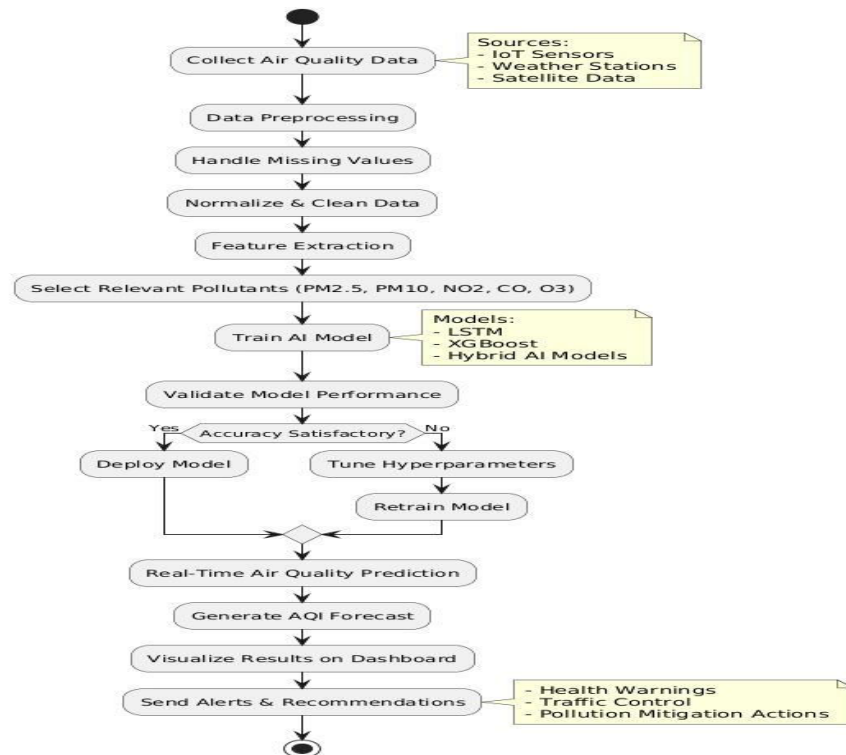 Collect Air Quality Data
Sources:
- IoT Sensors
- Weather Stations
- Satellite Data
Data Preprocessing
Handle Missing Values
Normalize & Clean Data
Feature Extraction
Select Relevant Pollutants (PM2.5, PM10, NO2, CO, O3)
Train AI Model
Models:
- LSTM
- XGBoost
- Hybrid AI Models
Validate Model Performance
Yes
Accuracy Satisfactory?
No
Deploy Model
Tune Hyperparameters
Retrain Model
Real-Time Air Quality Prediction
Generate AQI Forecast
Visualize Results on Dashboard
Send Alerts & Recommendations
- Health Warnings
- Traffic Control
- Pollution Mitigation Actions